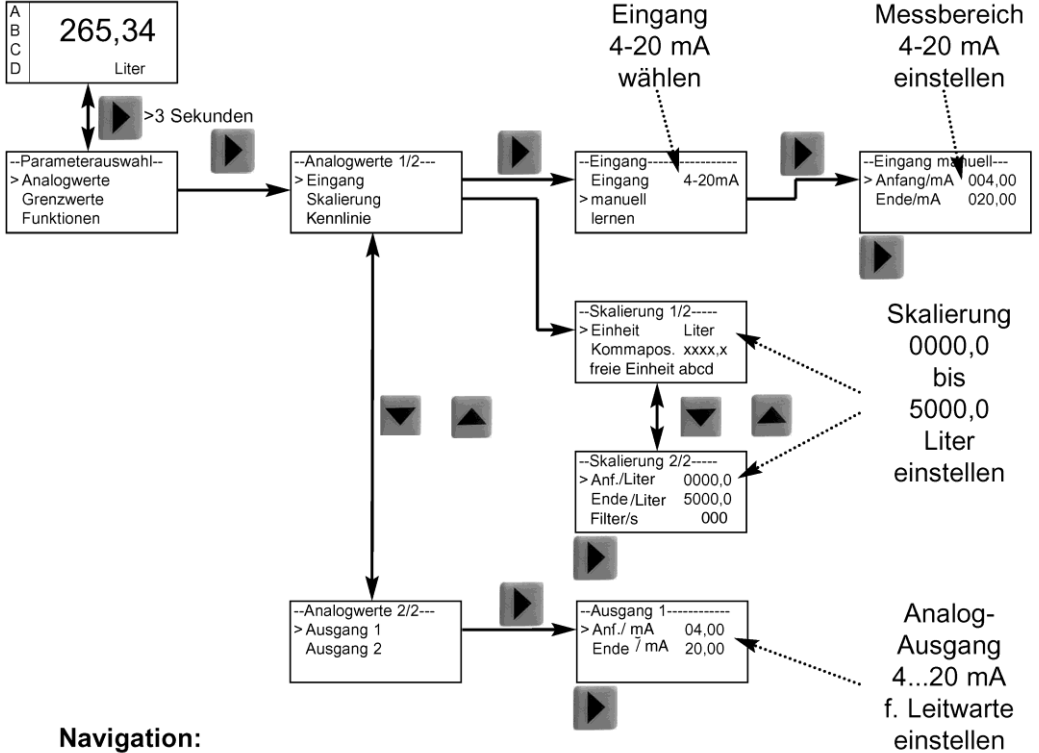 A
B
C
D
265,34
Liter
>3 Sekunden
--Parameterauswahl--
> Analogwerte
Grenzwerte
Funktionen
--Analogwerte 1/2---
> Eingang
Skalierung
Kennlinie
Eingang
4-20 mA
wählen
--Eingang--------------
Eingang 4-20mA
> manuell
lernen
Messbereich
4-20 mA
einstellen
--Eingang manuell---
> Anfang/mA 004,00
Ende/mA 020,00
--Skalierung 1/2-----
> Einheit Liter
Kommapos. xxxx,x
freie Einheit abcd
--Skalierung 2/2-----
> Anf./Liter 0000,0
Ende /Liter 5000,0
Filter/s 000
Skalierung
0000,0
bis
5000,0
Liter
einstellen
--Analogwerte 2/2---
> Ausgang 1
Ausgang 2
--Ausgang 1------------
> Anf./ mA 04,00
Ende / mA 20,00
Analog-
Ausgang
4...20 mA
f. Leitwarte
einstellen
Navigation: